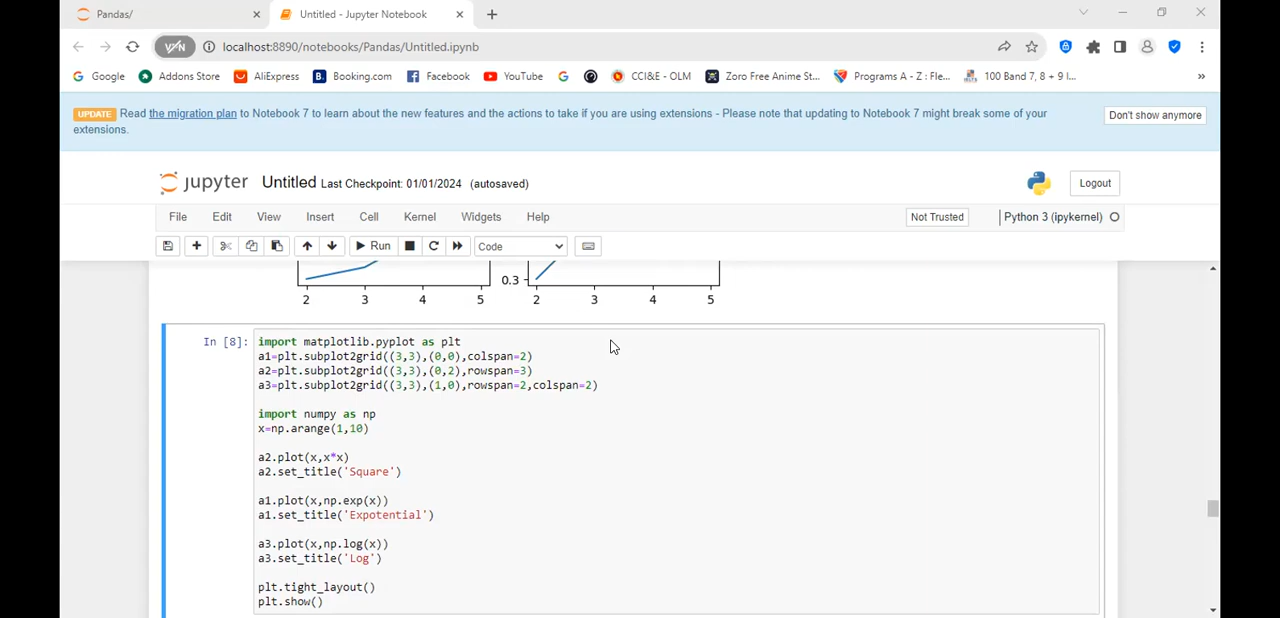 Pandas/
Untitled - Jupyter Notebook
VPN localhost:8890/notebooks/Pandas/Untitled.ipynb
Google Addons Store AliExpress Booking.com Facebook YouTube CCI&E - OLM Zoro Free Anime St... Programs A - Z : Fle... 100 Band 7, 8 + 9 I... »
UPDATE Read the migration plan to Notebook 7 to learn about the new features and the actions to take if you are using extensions - Please note that updating to Notebook 7 might break some of your
extensions.
Don't show anymore
jupyter Untitled Last Checkpoint: 01/01/2024 (autosaved)
Logout
File Edit View Insert Cell Kernel Widgets Help
Not Trusted Python 3 (ipykernel)
Run Code
0.3
2 3 4 5 2 3 4 5
In [8]: import matplotlib.pyplot as plt
a1=plt.subplot2grid((3,3),(0,0),colspan=2)
a2=plt.subplot2grid((3,3),(0,2),rowspan=3)
a3=plt.subplot2grid((3,3),(1,0),rowspan=2,colspan=2)
import numpy as np
x=np.arange(1,10)
a2.plot(x,x*x)
a2.set_title('Square')
a1.plot(x,np.exp(x))
a1.set_title('Expotential')
a3.plot(x,np.log(x))
a3.set_title('Log')
plt.tight_layout()
plt.show()